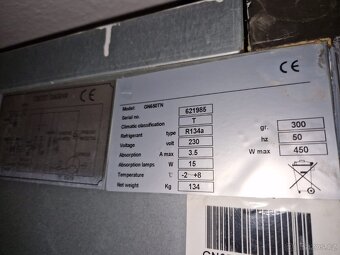 CE
Model: GN650TN
Serial no. 621985
Climatic classification T
Refrigerant type R134a gr. 300
Voltage volt 230 hz 50
Absorption A max 3.5 W max 450
Absorption lamps W 15
Temperature °C -2 +8
Net weight Kg 134
CE